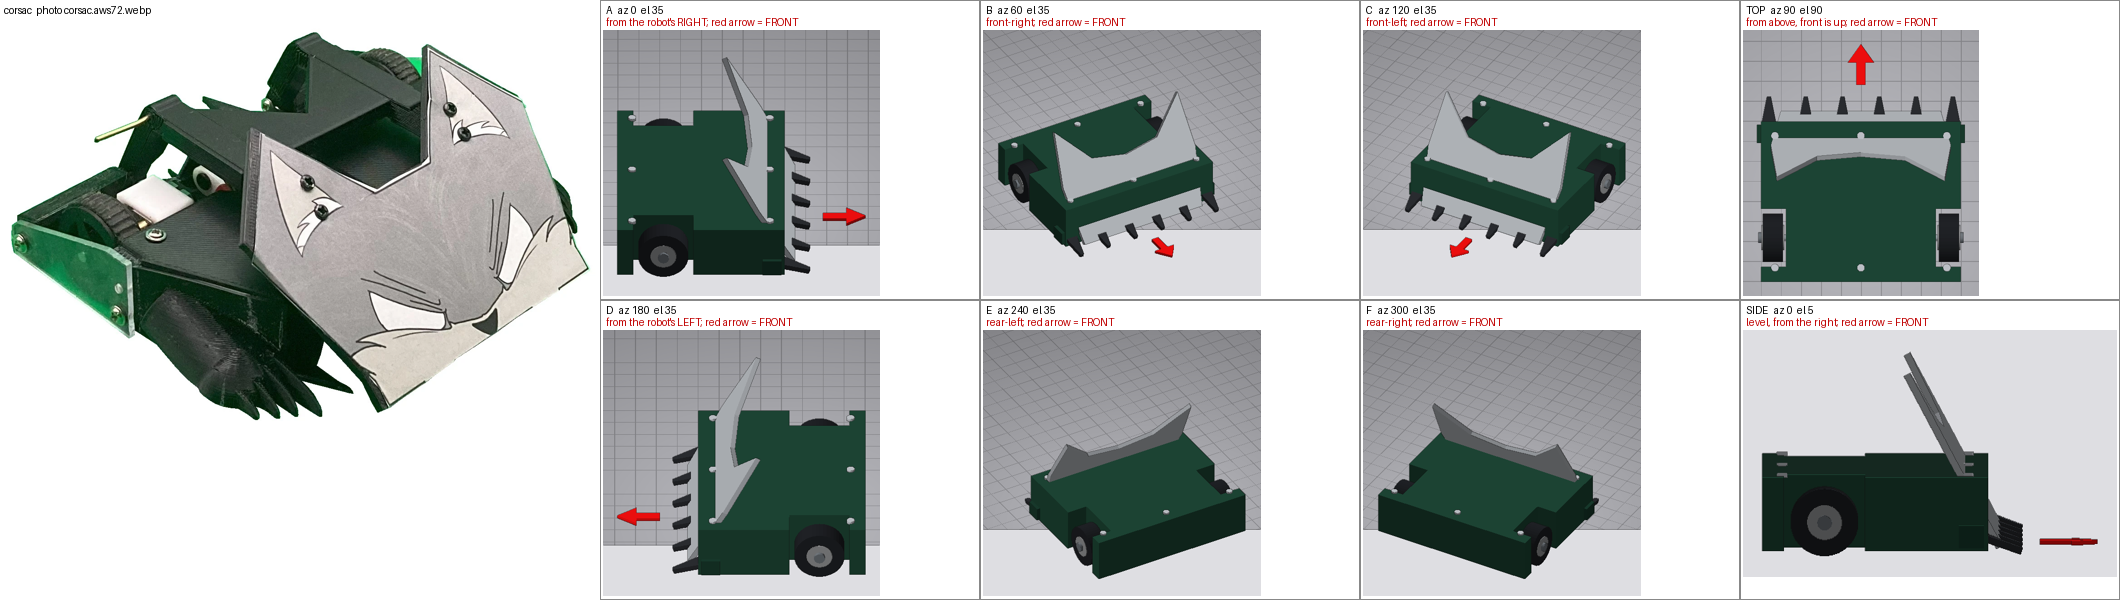 corsac photocorsac.aws72.webp
A az 0 el 35
from the robot's RIGHT; red arrow = FRONT
B az 60 el 35
front-right; red arrow = FRONT
C az 120 el 35
front-left; red arrow = FRONT
TOP az 90 el 90
from above, front is up; red arrow = FRONT
D az 180 el 35
from the robot's LEFT; red arrow = FRONT
E az 240 el 35
rear-left; red arrow = FRONT
F az 300 el 35
rear-right; red arrow = FRONT
SIDE az 0 el 5
level, from the right; red arrow = FRONT